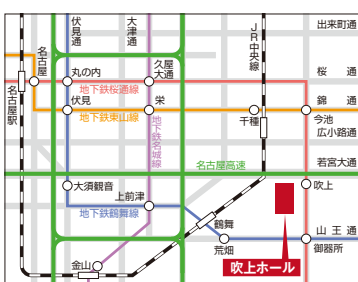 伏見通
大津通
JR中央線
出来町通
名古屋
丸の内
久屋
大通
桜通
地下鉄桜通線
名古屋駅
伏見
栄
千種
錦通
地下鉄東山線
今池
広小路通
地下鉄名城線
名古屋高速
若宮大通
大須観音
上前津
吹上
地下鉄鶴舞線
鶴舞
山王通
荒畑
御器所
金山
吹上ホール